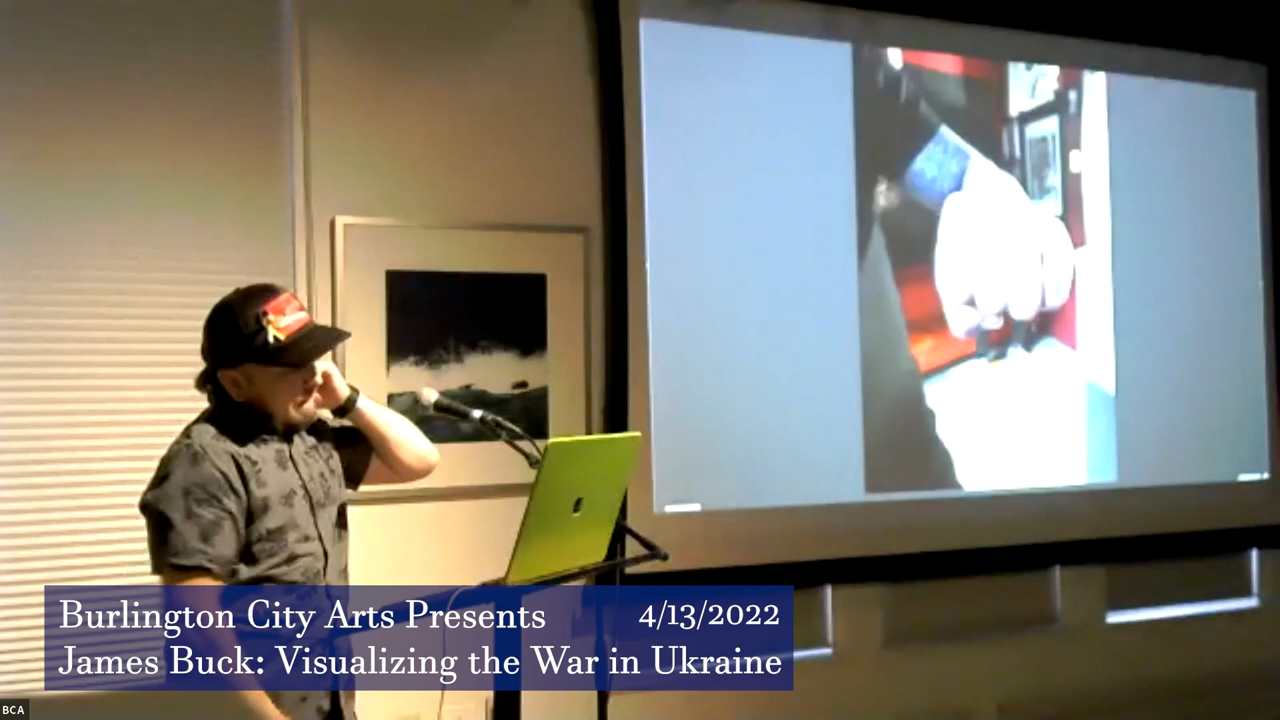 Burlington City Arts Presents 4/13/2022
James Buck: Visualizing the War in Ukraine
BCA